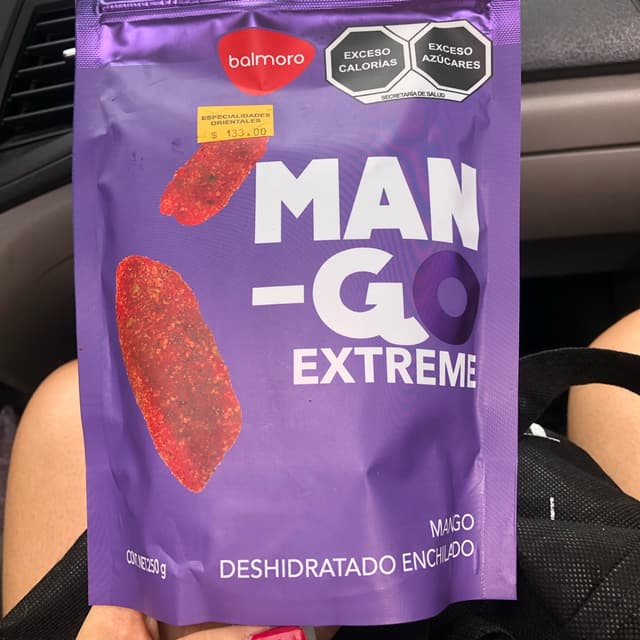 balmoro
EXCESO
CALORÍAS
EXCESO
AZÚCARES
SECRETARÍA DE SALUD
ESPECIALIDADES
ORIENTALES
$ 133.00
MAN
-GO
EXTREME
MANGO
DESHIDRATADO ENCHILADO
CONT. NET. 250 g